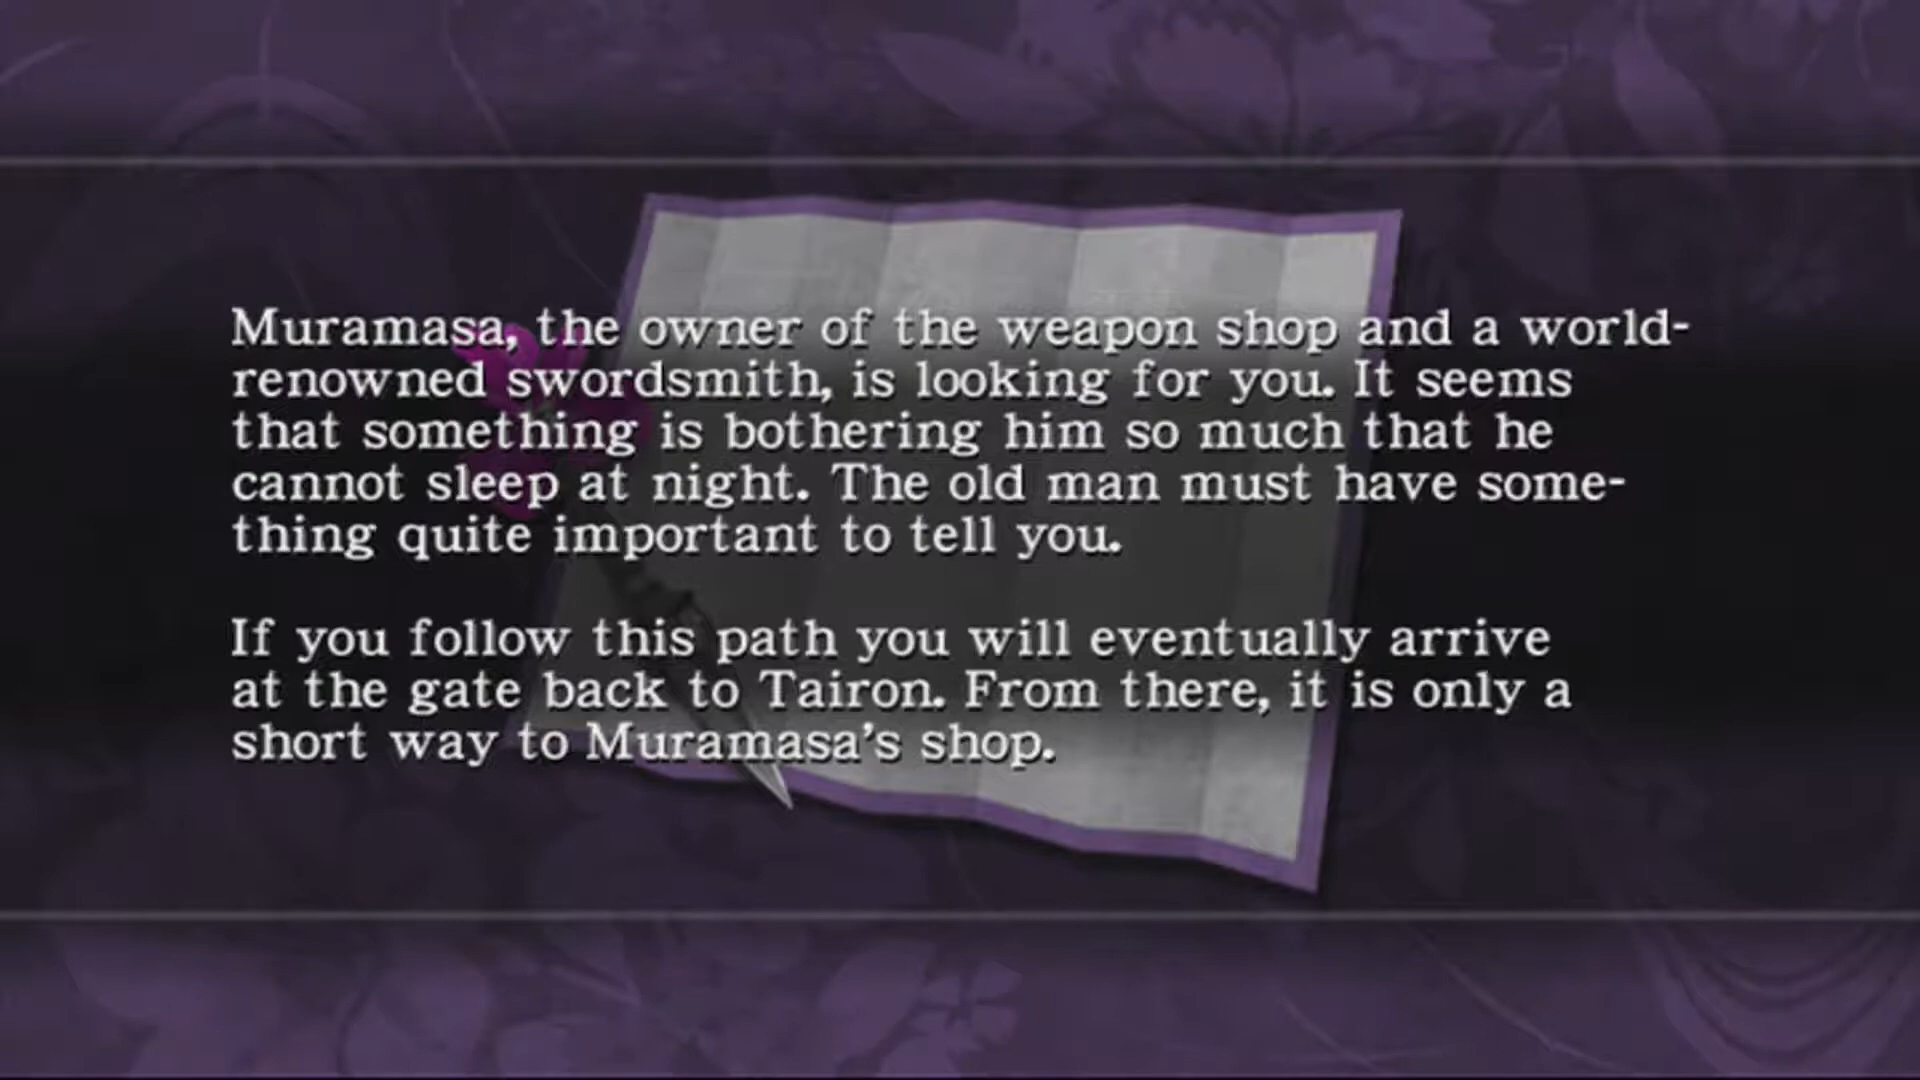 Muramasa, the owner of the weapon shop and a world-
renowned swordsmith, is looking for you. It seems
that something is bothering him so much that he
cannot sleep at night. The old man must have some-
thing quite important to tell you.
If you follow this path you will eventually arrive
at the gate back to Tairon. From there, it is only a
short way to Muramasa's shop.